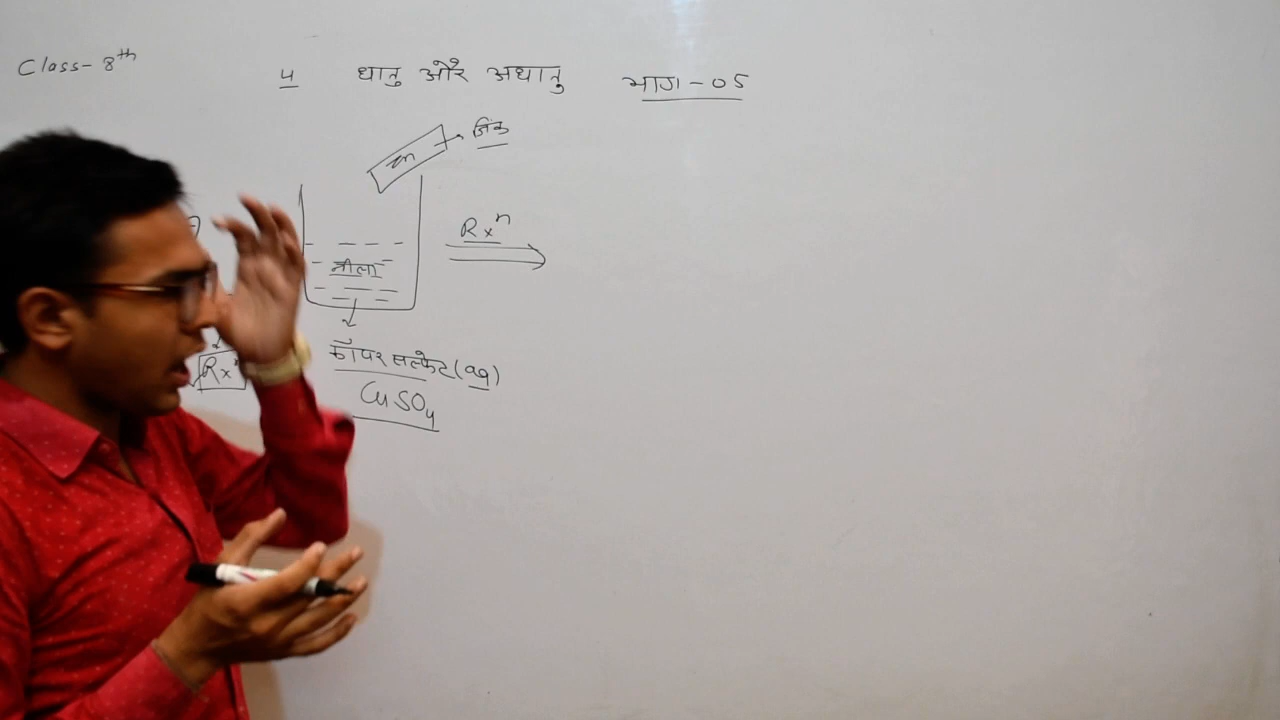 Class- 8th
4 धातु और अधातु भाग - 05
Zn
जिंक
Rxn
नीला
कॉपर सल्फेट (aq)
Rx
CuSO4